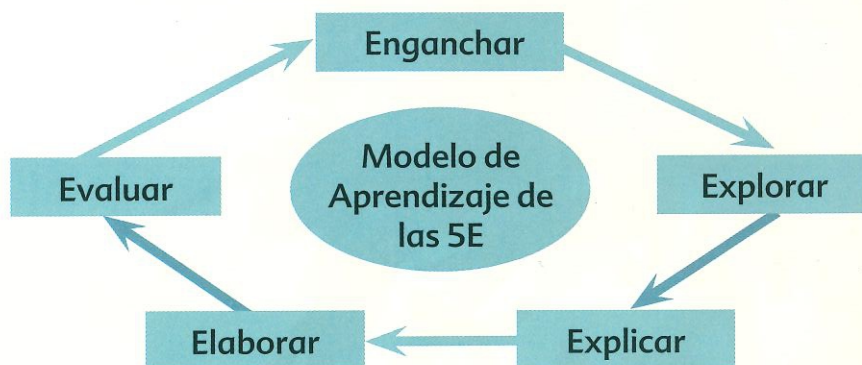 Enganchar
Modelo de
Aprendizaje de
las 5E
Evaluar
Explorar
Elaborar
Explicar